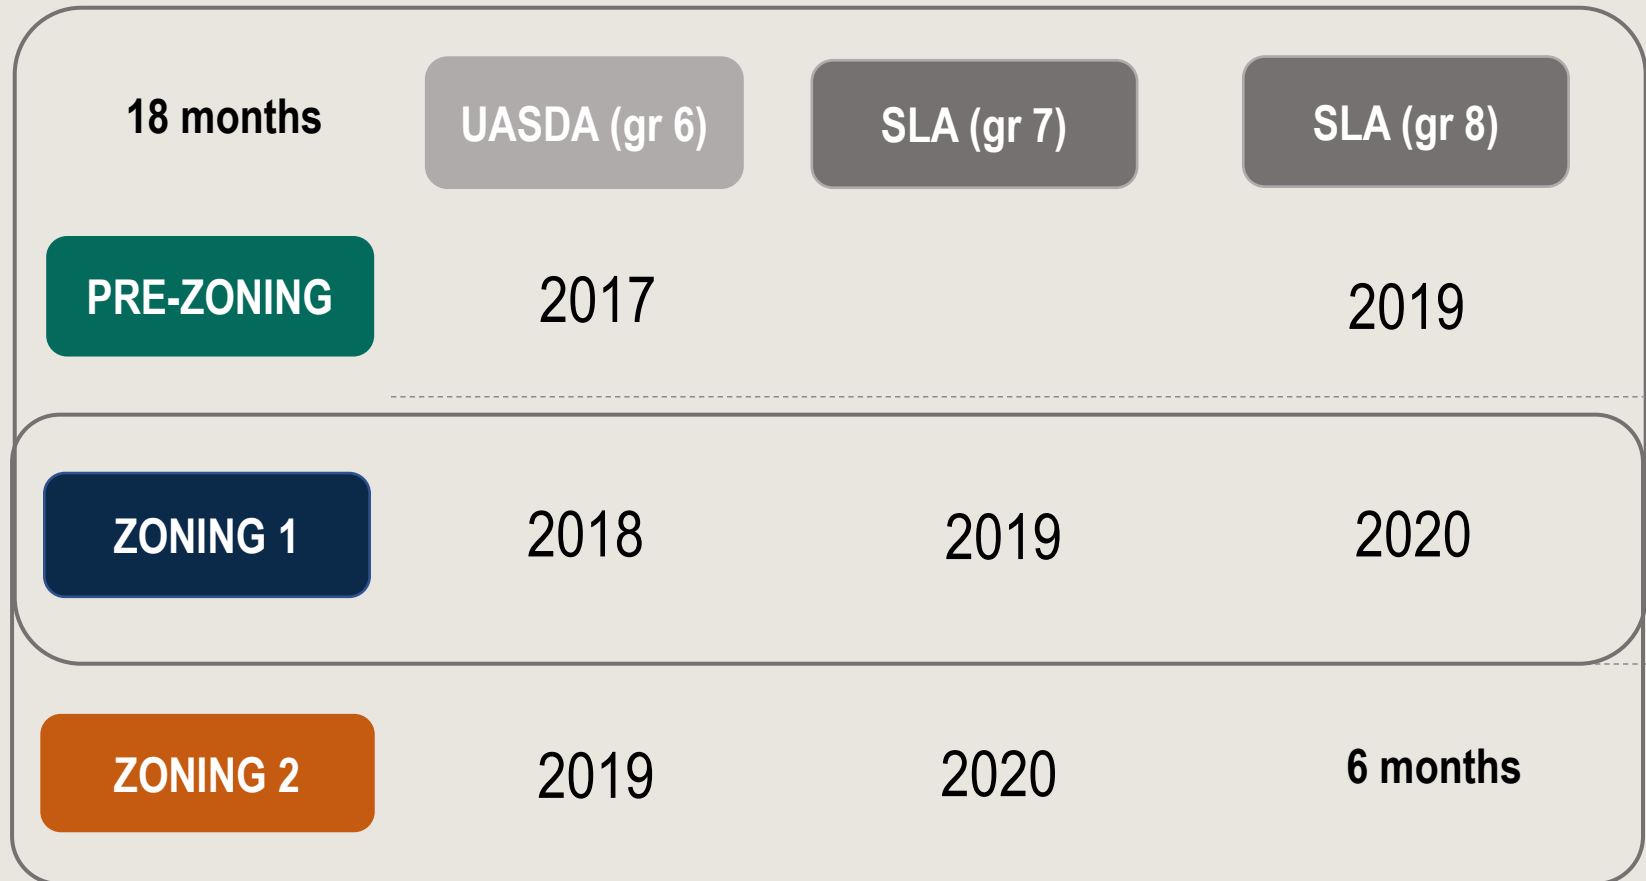 18 months UASDA (gr 6) SLA (gr 7) SLA (gr 8)
PRE-ZONING 2017 2019
ZONING 1 2018 2019 2020
ZONING 2 2019 2020 6 months